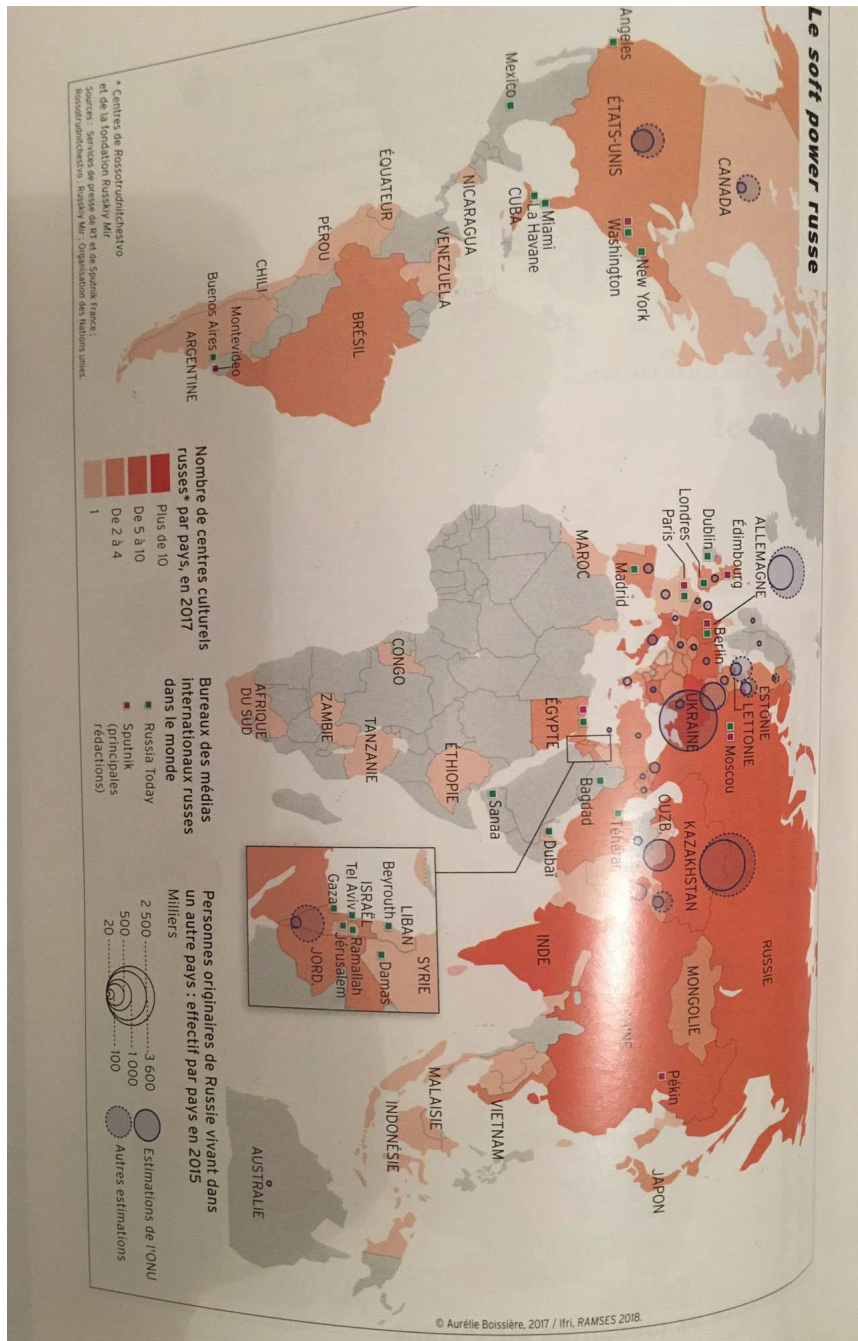 Le soft power russe
CANADA
ÉTATS-UNIS
Angeles
New York
Washington
Miami
La Havane
CUBA
Mexico
NICARAGUA
VENEZUELA
ÉQUATEUR
PÉROU
BRÉSIL
CHILI
Montevideo
Buenos Aires
ARGENTINE
ALLEMAGNE
Édimbourg
Dublin
Londres
Paris
Berlin
Madrid
ESTONIE
LETTONIE
Moscou
UKRAINE
RUSSIE
KAZAKHSTAN
OUZB.
MONGOLIE
Pékin
JAPON
INDE
VIETNAM
MALAISIE
INDONÉSIE
AUSTRALIE
MAROC
ÉGYPTE
Bagdad
Téhéran
Dubaï
Sanaa
ÉTHIOPIE
CONGO
TANZANIE
ZAMBIE
AFRIQUE
DU SUD
SYRIE
LIBAN
Beyrouth
Damas
ISRAËL
Tel Aviv
Ramallah
Jérusalem
Gaza
JORD.
Nombre de centres culturels
russes* par pays, en 2017
Plus de 10
De 5 à 10
De 2 à 4
1
Bureaux des médias
internationaux russes
dans le monde
Russia Today
Sputnik
(principales
rédactions)
Personnes originaires de Russie vivant dans
un autre pays : effectif par pays en 2015
Milliers
2 500
500
20
3 600
1 000
100
Estimations de l'ONU
Autres estimations
* Centres de Rossotrudnitchestvo
et de la fondation Russkiy Mir
Sources : Services de presse de RT et de Sputnik France ;
Rossotrudnitchestvo ; Russkiy Mir ; Organisation des Nations unies.
© Aurélie Boissière, 2017 / Ifri, RAMSES 2018.